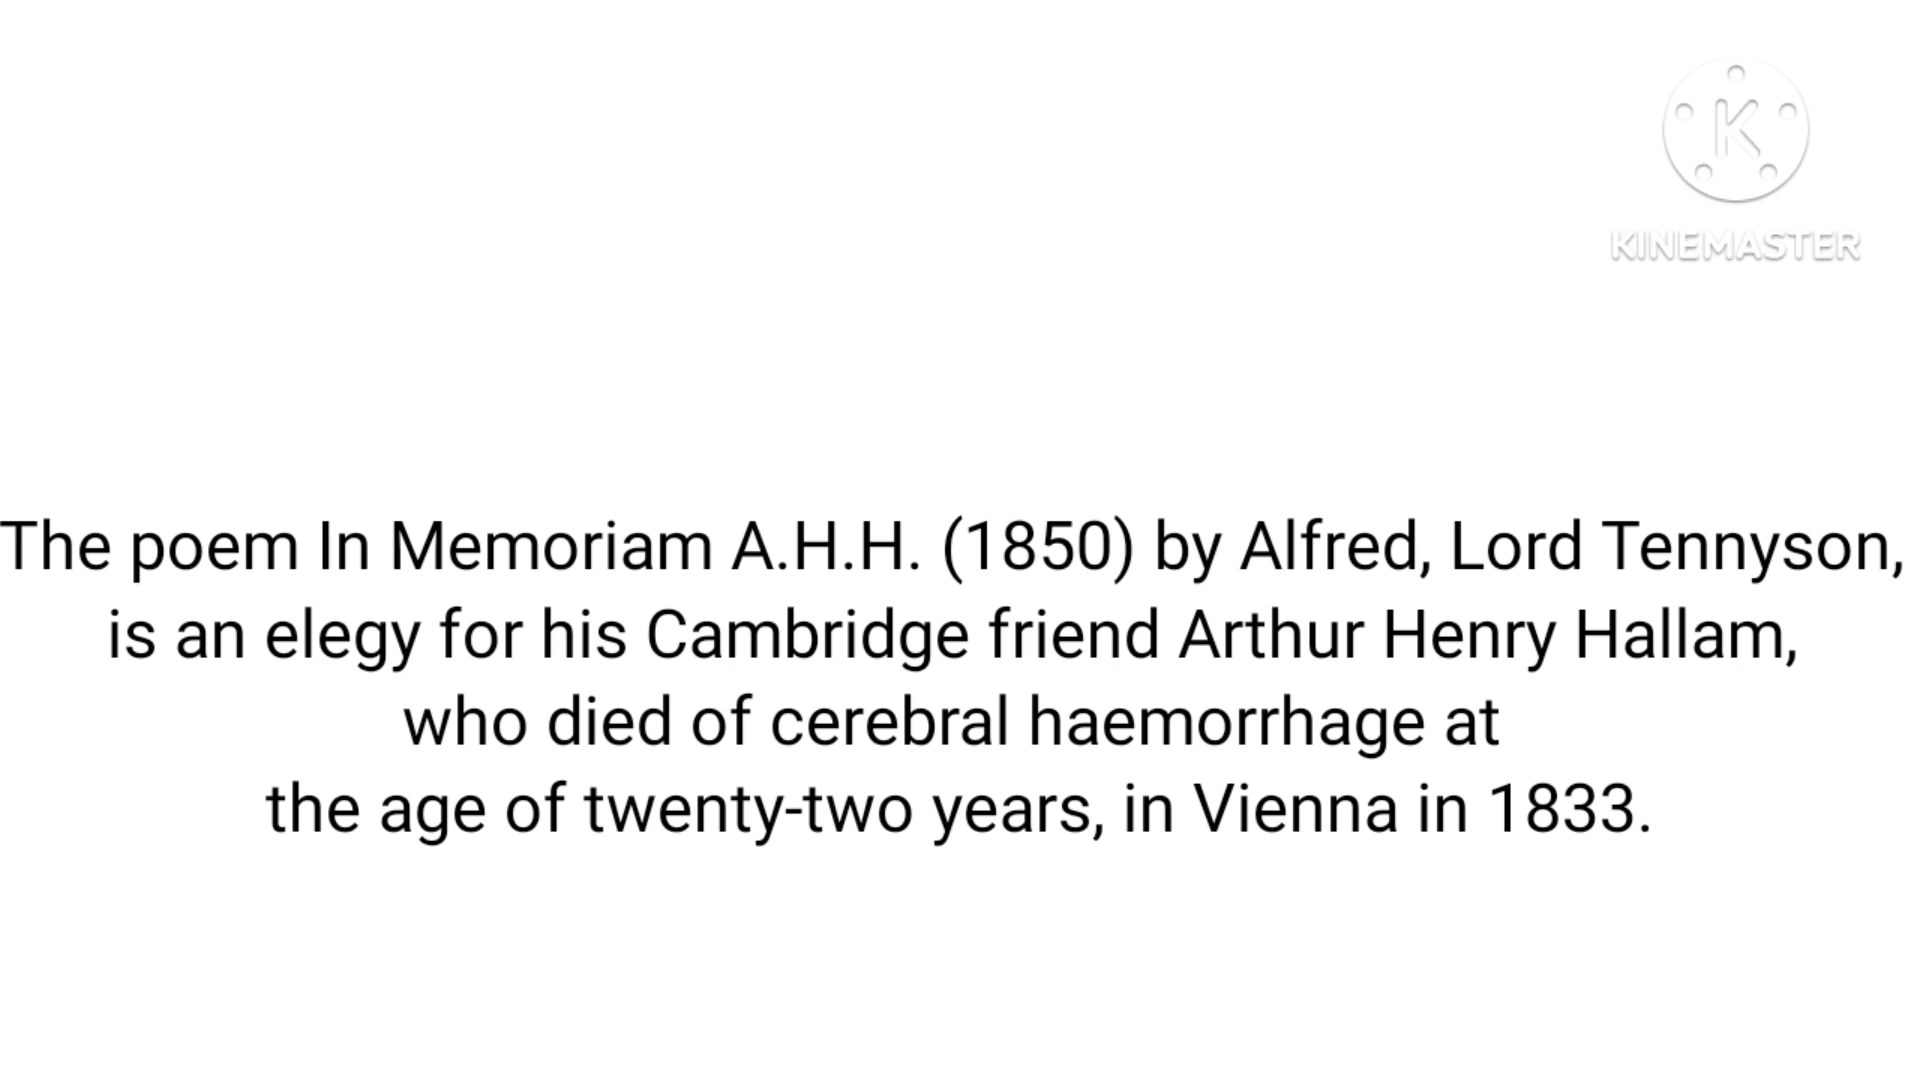 K
KINEMASTER
The poem In Memoriam A.H.H. (1850) by Alfred, Lord Tennyson,
is an elegy for his Cambridge friend Arthur Henry Hallam,
who died of cerebral haemorrhage at
the age of twenty-two years, in Vienna in 1833.